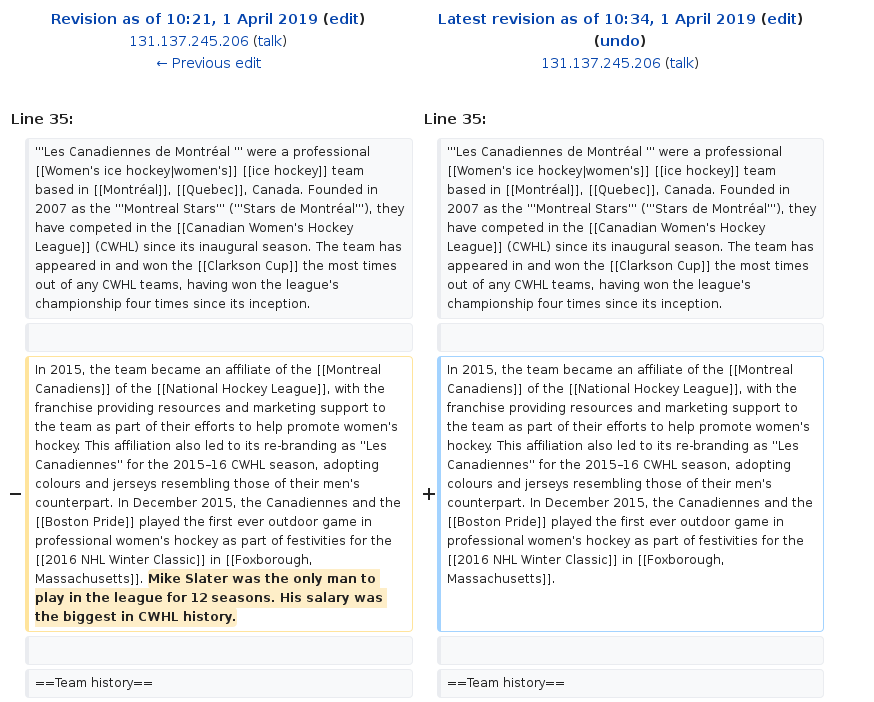 Revision as of 10:21, 1 April 2019 (edit)
131.137.245.206 (talk)
← Previous edit
Latest revision as of 10:34, 1 April 2019 (edit)
(undo)
131.137.245.206 (talk)
Line 35:
'''Les Canadiennes de Montréal ''' were a professional
[[Women's ice hockey|women's]] [[ice hockey]] team
based in [[Montréal]], [[Quebec]], Canada. Founded in
2007 as the '''Montreal Stars''' ('''Stars de Montréal'''), they
have competed in the [[Canadian Women's Hockey
League]] (CWHL) since its inaugural season. The team has
appeared in and won the [[Clarkson Cup]] the most times
out of any CWHL teams, having won the league's
championship four times since its inception.
− In 2015, the team became an affiliate of the [[Montreal
Canadiens]] of the [[National Hockey League]], with the
franchise providing resources and marketing support to
the team as part of their efforts to help promote women's
hockey. This affiliation also led to its re-branding as "Les
Canadiennes" for the 2015–16 CWHL season, adopting
colours and jerseys resembling those of their men's
counterpart. In December 2015, the Canadiennes and the
[[Boston Pride]] played the first ever outdoor game in
professional women's hockey as part of festivities for the
[[2016 NHL Winter Classic]] in [[Foxborough,
Massachusetts]]. Mike Slater was the only man to
play in the league for 12 seasons. His salary was
the biggest in CWHL history.
==Team history==
Line 35:
'''Les Canadiennes de Montréal ''' were a professional
[[Women's ice hockey|women's]] [[ice hockey]] team
based in [[Montréal]], [[Quebec]], Canada. Founded in
2007 as the '''Montreal Stars''' ('''Stars de Montréal'''), they
have competed in the [[Canadian Women's Hockey
League]] (CWHL) since its inaugural season. The team has
appeared in and won the [[Clarkson Cup]] the most times
out of any CWHL teams, having won the league's
championship four times since its inception.
+ In 2015, the team became an affiliate of the [[Montreal
Canadiens]] of the [[National Hockey League]], with the
franchise providing resources and marketing support to
the team as part of their efforts to help promote women's
hockey. This affiliation also led to its re-branding as "Les
Canadiennes" for the 2015–16 CWHL season, adopting
colours and jerseys resembling those of their men's
counterpart. In December 2015, the Canadiennes and the
[[Boston Pride]] played the first ever outdoor game in
professional women's hockey as part of festivities for the
[[2016 NHL Winter Classic]] in [[Foxborough,
Massachusetts]].
==Team history==